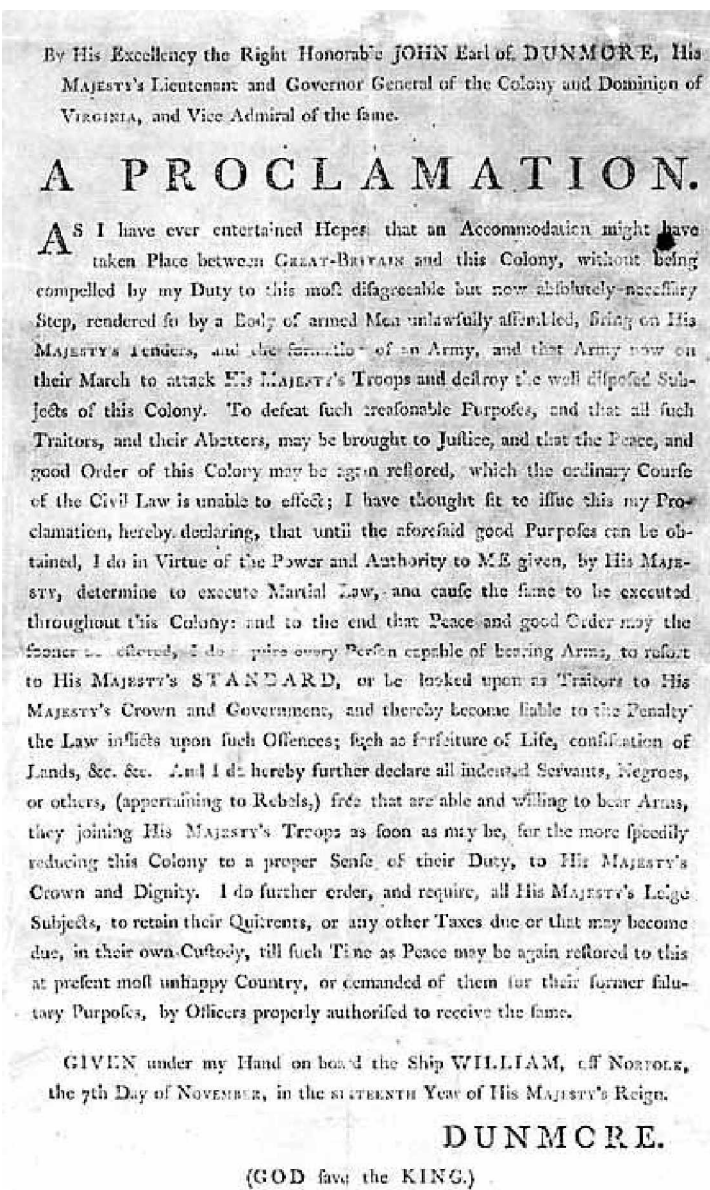 By His Excellency the Right Honorable JOHN Earl of DUNMORE, His
MAJESTY's Lieutenant and Governor General of the Colony and Dominion of
VIRGINIA, and Vice Admiral of the ſame.
A PROCLAMATION.
AS I have ever entertained Hopes that an Accommodation might have
taken Place between GREAT-BRITAIN and this Colony, without being
compelled by my Duty to this moſt diſagreeable but now abſolutely-neceſſary
Step, rendered ſo by a Body of armed Men unlawfully aſſembled, firing on His
MAJESTY's Tenders, and the formation of an Army, and that Army now on
their March to attack His MAJESTY's Troops and deſtroy the well diſpoſed Sub-
jects of this Colony. To defeat ſuch treaſonable Purpoſes, and that all ſuch
Traitors, and their Abetters, may be brought to Juſtice, and that the Peace, and
good Order of this Colony may be again reſtored, which the ordinary Courſe
of the Civil Law is unable to effect; I have thought fit to iſſue this my Pro-
clamation, hereby declaring, that until the aforeſaid good Purpoſes can be ob-
tained, I do in Virtue of the Power and Authority to ME given, by His MAJE-
STY, determine to execute Martial Law, and cauſe the ſame to be executed
throughout this Colony: and to the end that Peace and good Order may the
ſooner be reſtored, I do require every Perſon capable of bearing Arms, to reſort
to His MAJESTY's STANDARD, or be looked upon as Traitors to His
MAJESTY's Crown and Government, and thereby become liable to the Penalty
the Law inflicts upon ſuch Offences; ſuch as forfeiture of Life, confiſcation of
Lands, &c. &c. And I do hereby further declare all indented Servants, Negroes,
or others, (appertaining to Rebels,) free that are able and willing to bear Arms,
they joining His MAJESTY's Troops as ſoon as may be, for the more ſpeedily
reducing this Colony to a proper Senſe of their Duty, to His MAJESTY's
Crown and Dignity. I do further order, and require, all His MAJESTY's Leige
Subjects, to retain their Quitrents, or any other Taxes due or that may become
due, in their own Cuſtody, till ſuch Time as Peace may be again reſtored to this
at preſent moſt unhappy Country, or demanded of them for their former ſalu-
tary Purpoſes, by Officers properly authoriſed to receive the ſame.
GIVEN under my Hand on board the Ship WILLIAM, off NORFOLK,
the 7th Day of NOVEMBER, in the SIXTEENTH Year of His MAJESTY's Reign.
DUNMORE.
(GOD ſave the KING.)